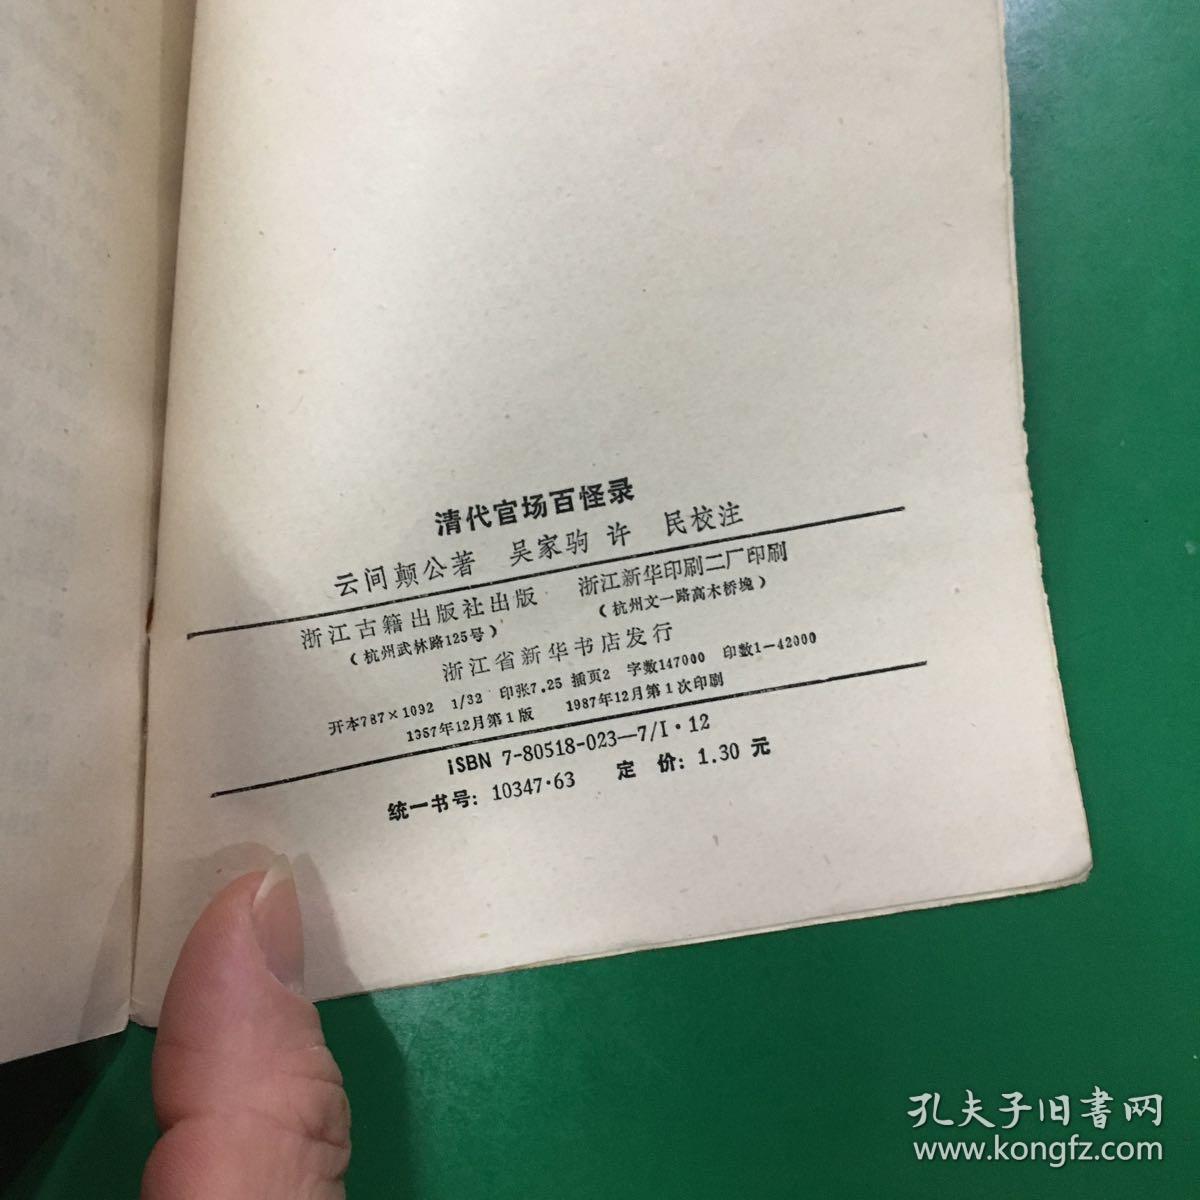 清代官场百怪录
云间颠公著 吴家驹 许 民校注
浙江古籍出版社出版 浙江新华印刷二厂印刷
(杭州武林路125号) (杭州文一路高木桥塊)
浙江省新华书店发行
开本787×1092 1/32 印张7.25 插页2 字数147000 印数1—42000
1987年12月第1版 1987年12月第1次印刷
iSBN 7-80518-023—7/I·12
统一书号: 10347·63 定 价: 1.30 元
孔夫子旧書网
www.kongfz.com